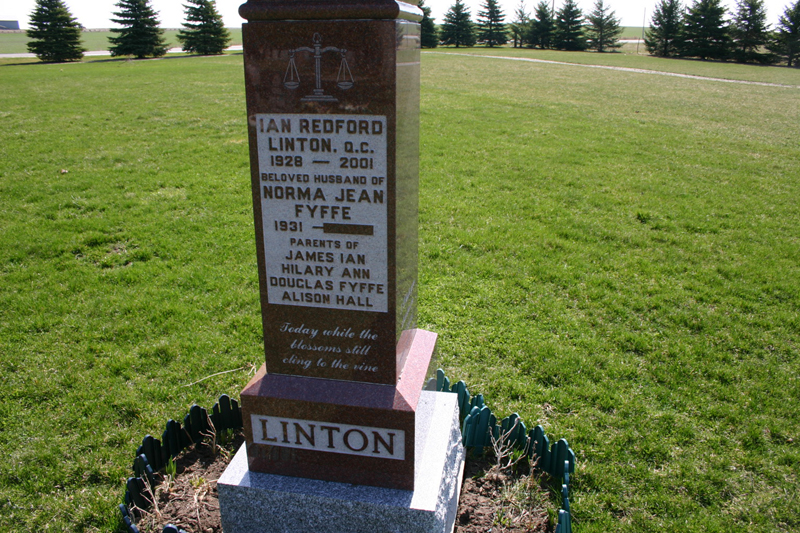 IAN REDFORD
LINTON. Q.C.
1928 — 2001
BELOVED HUSBAND OF
NORMA JEAN
FYFFE
1931 —
PARENTS OF
JAMES IAN
HILARY ANN
DOUGLAS FYFFE
ALISON HALL
Today while the
blossoms still
cling to the vine
LINTON